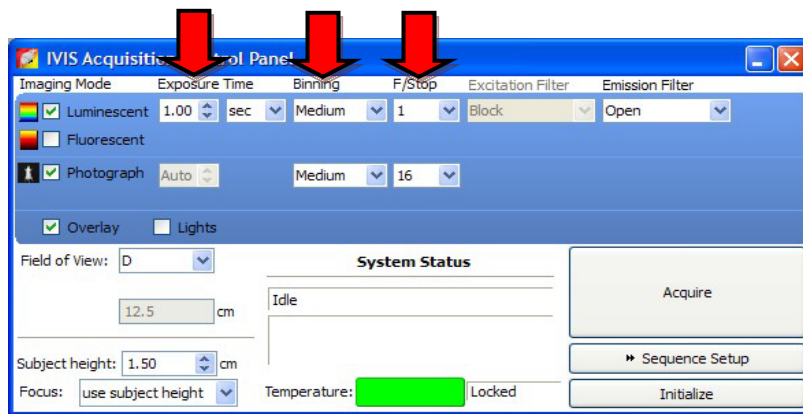 IVIS Acquisition Control Panel
Imaging Mode Exposure Time Binning F/Stop Excitation Filter Emission Filter
Luminescent 1.00 sec Medium 1 Block Open
Fluorescent
Photograph Auto Medium 16
Overlay Lights
Field of View: D System Status
Idle Acquire
12.5 cm
Subject height: 1.50 cm Sequence Setup
Focus: use subject height Temperature: Locked Initialize